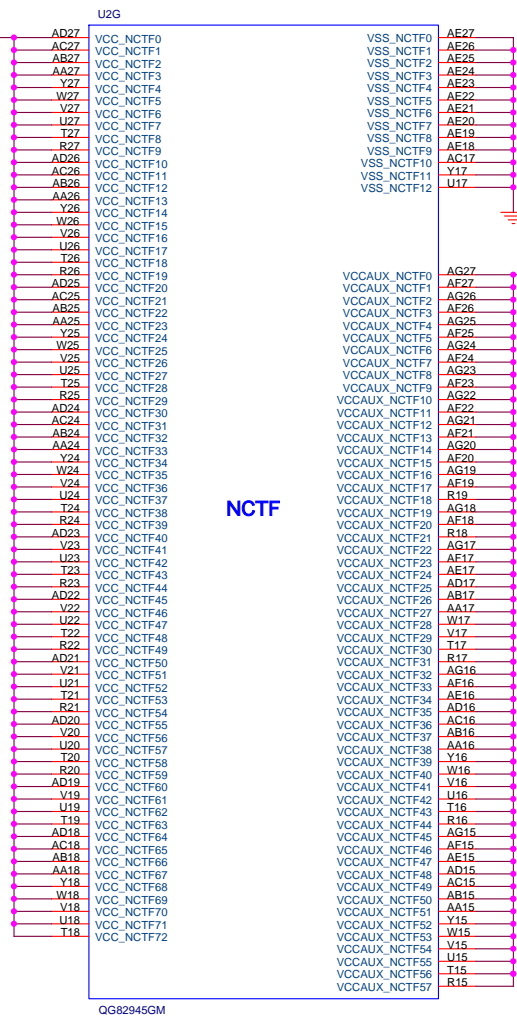 U2G
AD27 VCC_NCTF0
AC27 VCC_NCTF1
AB27 VCC_NCTF2
AA27 VCC_NCTF3
Y27 VCC_NCTF4
W27 VCC_NCTF5
V27 VCC_NCTF6
U27 VCC_NCTF7
T27 VCC_NCTF8
R27 VCC_NCTF9
AD26 VCC_NCTF10
AC26 VCC_NCTF11
AB26 VCC_NCTF12
AA26 VCC_NCTF13
Y26 VCC_NCTF14
W26 VCC_NCTF15
V26 VCC_NCTF16
U26 VCC_NCTF17
T26 VCC_NCTF18
R26 VCC_NCTF19
AD25 VCC_NCTF20
AC25 VCC_NCTF21
AB25 VCC_NCTF22
AA25 VCC_NCTF23
Y25 VCC_NCTF24
W25 VCC_NCTF25
V25 VCC_NCTF26
U25 VCC_NCTF27
T25 VCC_NCTF28
R25 VCC_NCTF29
AD24 VCC_NCTF30
AC24 VCC_NCTF31
AB24 VCC_NCTF32
AA24 VCC_NCTF33
Y24 VCC_NCTF34
W24 VCC_NCTF35
V24 VCC_NCTF36
U24 VCC_NCTF37
T24 VCC_NCTF38
R24 VCC_NCTF39
AD23 VCC_NCTF40
V23 VCC_NCTF41
U23 VCC_NCTF42
T23 VCC_NCTF43
R23 VCC_NCTF44
AD22 VCC_NCTF45
V22 VCC_NCTF46
U22 VCC_NCTF47
T22 VCC_NCTF48
R22 VCC_NCTF49
AD21 VCC_NCTF50
V21 VCC_NCTF51
U21 VCC_NCTF52
T21 VCC_NCTF53
R21 VCC_NCTF54
AD20 VCC_NCTF55
V20 VCC_NCTF56
U20 VCC_NCTF57
T20 VCC_NCTF58
R20 VCC_NCTF59
AD19 VCC_NCTF60
V19 VCC_NCTF61
U19 VCC_NCTF62
T19 VCC_NCTF63
AD18 VCC_NCTF64
AC18 VCC_NCTF65
AB18 VCC_NCTF66
AA18 VCC_NCTF67
Y18 VCC_NCTF68
W18 VCC_NCTF69
V18 VCC_NCTF70
U18 VCC_NCTF71
T18 VCC_NCTF72
NCTF
VSS_NCTF0 AE27
VSS_NCTF1 AE26
VSS_NCTF2 AE25
VSS_NCTF3 AE24
VSS_NCTF4 AE23
VSS_NCTF5 AE22
VSS_NCTF6 AE21
VSS_NCTF7 AE20
VSS_NCTF8 AE19
VSS_NCTF9 AE18
VSS_NCTF10 AC17
VSS_NCTF11 Y17
VSS_NCTF12 U17
VCCAUX_NCTF0 AG27
VCCAUX_NCTF1 AF27
VCCAUX_NCTF2 AG26
VCCAUX_NCTF3 AF26
VCCAUX_NCTF4 AG25
VCCAUX_NCTF5 AF25
VCCAUX_NCTF6 AG24
VCCAUX_NCTF7 AF24
VCCAUX_NCTF8 AG23
VCCAUX_NCTF9 AF23
VCCAUX_NCTF10 AG22
VCCAUX_NCTF11 AF22
VCCAUX_NCTF12 AG21
VCCAUX_NCTF13 AF21
VCCAUX_NCTF14 AG20
VCCAUX_NCTF15 AF20
VCCAUX_NCTF16 AG19
VCCAUX_NCTF17 AF19
VCCAUX_NCTF18 R19
VCCAUX_NCTF19 AG18
VCCAUX_NCTF20 AF18
VCCAUX_NCTF21 R18
VCCAUX_NCTF22 AG17
VCCAUX_NCTF23 AF17
VCCAUX_NCTF24 AE17
VCCAUX_NCTF25 AD17
VCCAUX_NCTF26 AB17
VCCAUX_NCTF27 AA17
VCCAUX_NCTF28 W17
VCCAUX_NCTF29 V17
VCCAUX_NCTF30 T17
VCCAUX_NCTF31 R17
VCCAUX_NCTF32 AG16
VCCAUX_NCTF33 AF16
VCCAUX_NCTF34 AE16
VCCAUX_NCTF35 AD16
VCCAUX_NCTF36 AC16
VCCAUX_NCTF37 AB16
VCCAUX_NCTF38 AA16
VCCAUX_NCTF39 Y16
VCCAUX_NCTF40 W16
VCCAUX_NCTF41 V16
VCCAUX_NCTF42 U16
VCCAUX_NCTF43 T16
VCCAUX_NCTF44 R16
VCCAUX_NCTF45 AG15
VCCAUX_NCTF46 AF15
VCCAUX_NCTF47 AE15
VCCAUX_NCTF48 AD15
VCCAUX_NCTF49 AC15
VCCAUX_NCTF50 AB15
VCCAUX_NCTF51 AA15
VCCAUX_NCTF52 Y15
VCCAUX_NCTF53 W15
VCCAUX_NCTF54 V15
VCCAUX_NCTF55 U15
VCCAUX_NCTF56 T15
VCCAUX_NCTF57 R15
QG82945GM